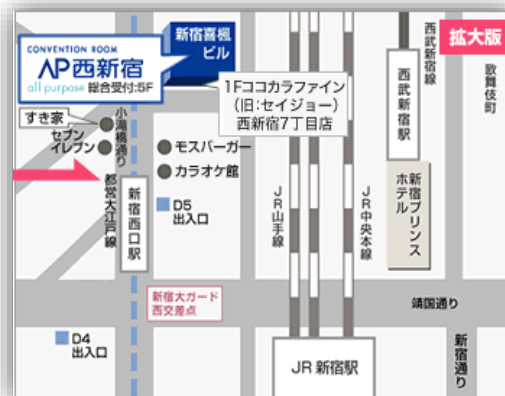 CONVENTION ROOM
AP西新宿
all purpose 総合受付:5F
新宿喜楓
ビル
拡大版
西武新宿線
歌舞伎町
西武新宿駅
1Fココカラファイン
(旧:セイジョー)
西新宿7丁目店
すき家
セブン
イレブン
小滝橋通り
モスバーガー
カラオケ館
都営大江戸線
新宿西口駅
D5
出入口
JR山手線
JR中央本線
新宿プリンス
ホテル
新宿大ガード
西交差点
靖国通り
D4
出入口
JR 新宿駅
新宿通り